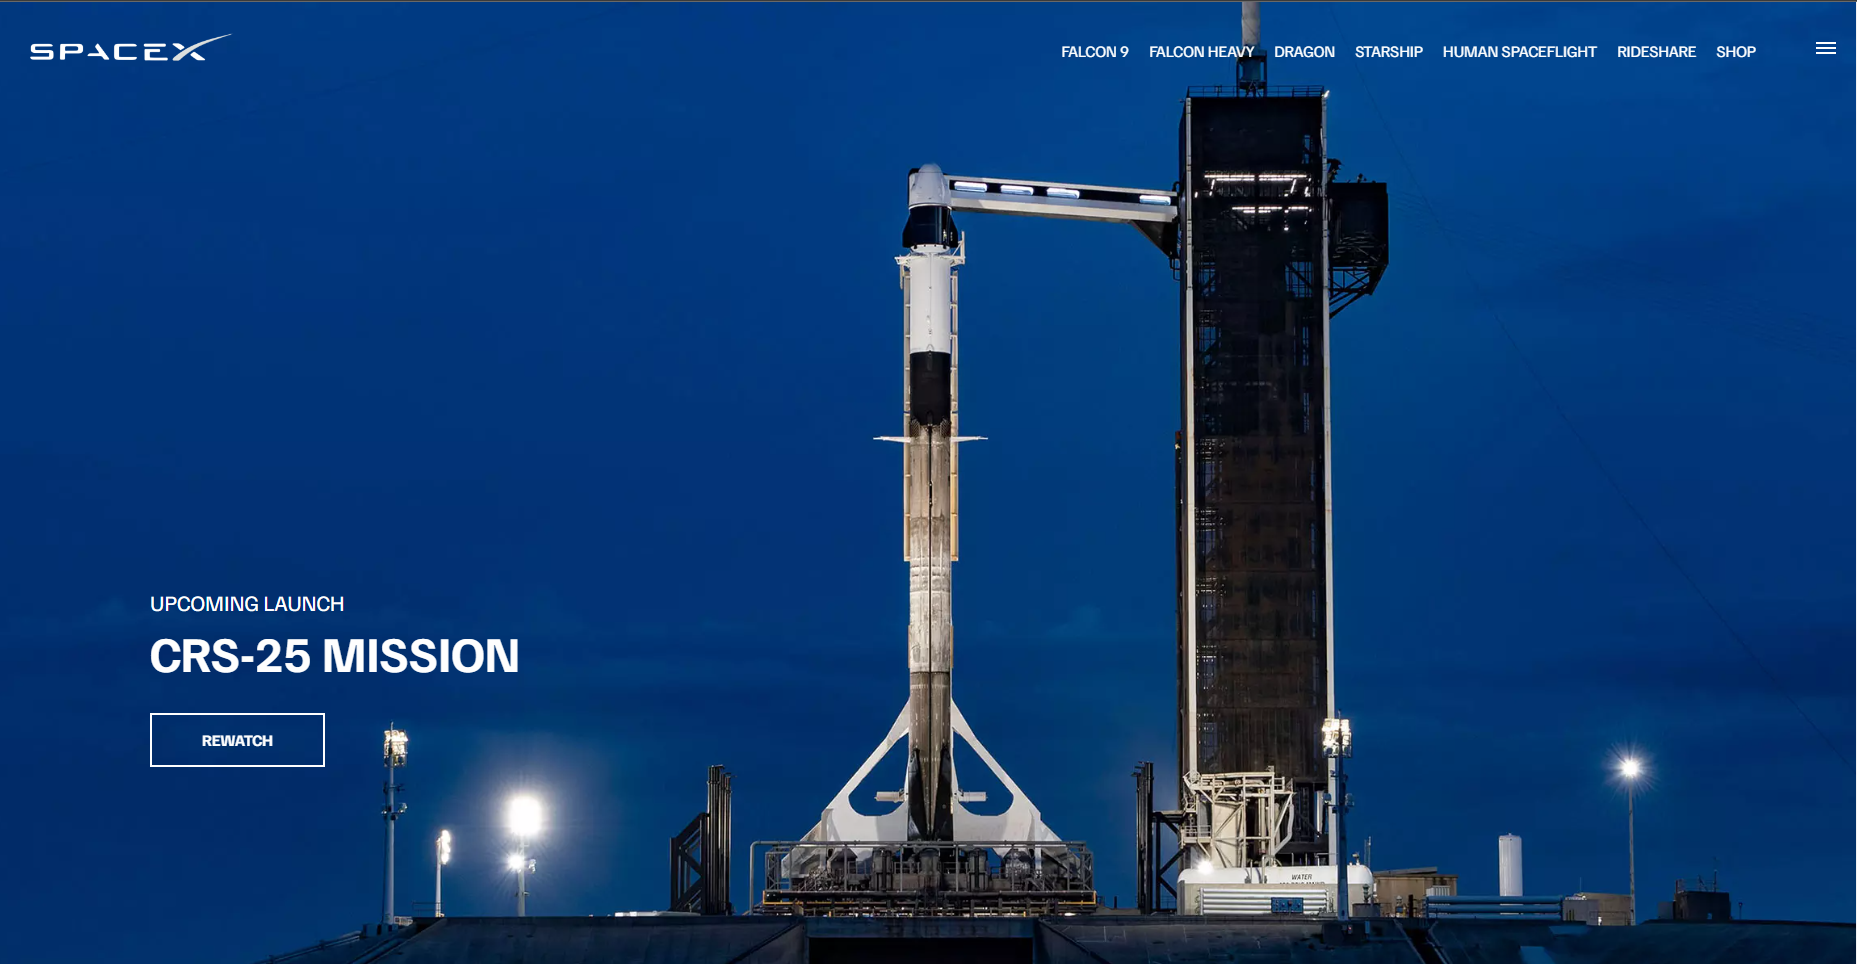 SPACEX
FALCON 9 FALCON HEAVY DRAGON STARSHIP HUMAN SPACEFLIGHT RIDESHARE SHOP
UPCOMING LAUNCH
CRS-25 MISSION
REWATCH
WATER